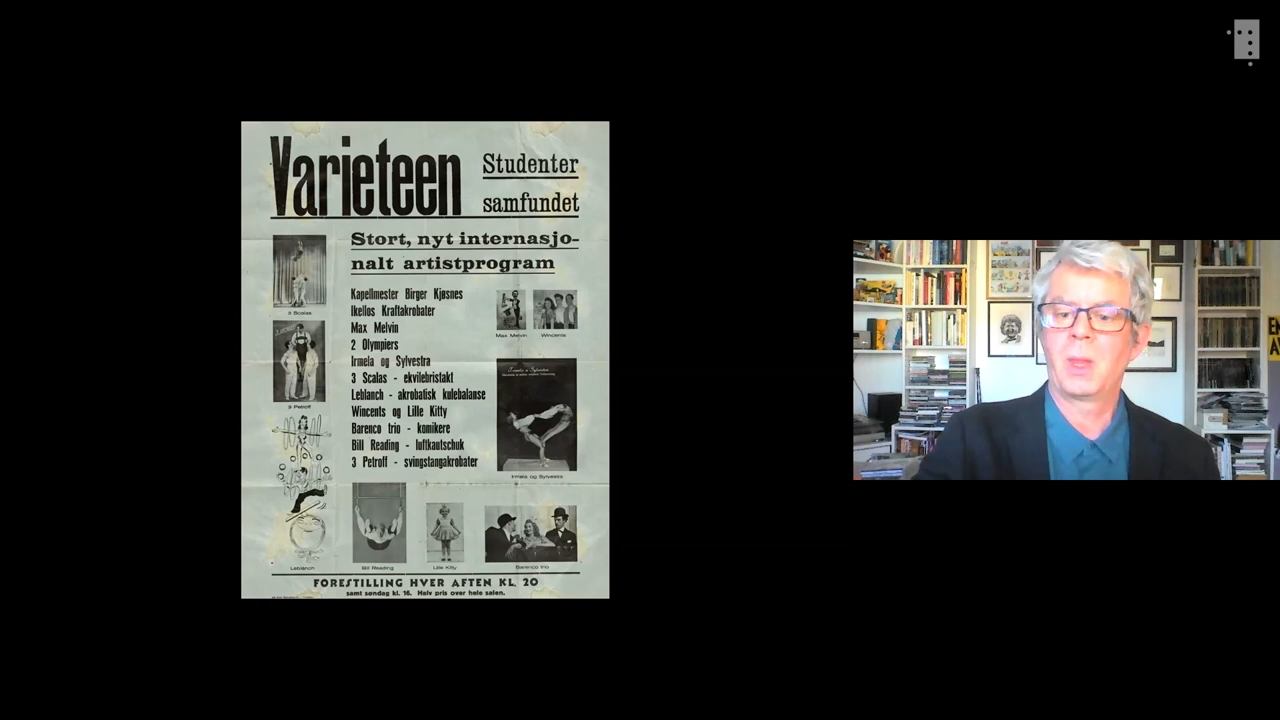 Varieteen
Studenter
samfundet
Stort, nyt internasjo-
nalt artistprogram
Kapellmester Birger Kjøsnes
Ikellos Kraftakrobater
Max Melvin
2 Olympiers
Irmela og Sylvestra
3 Scalas - ekvilebristakt
Leblanch - akrobatisk kulebalanse
Wincents og Lille Kitty
Barenco trio - komikere
Bill Reading - luftkautschuk
3 Petroff - svingstangakrobater
3 Scalas
3 Petroff
Max Melvin
Wincents
Irmela og Sylvestra
Leblanch
Bill Reading
Lille Kitty
Barenco trio
FORESTILLING HVER AFTEN KL. 20
samt søndag kl. 16. Halv pris over hele salen.